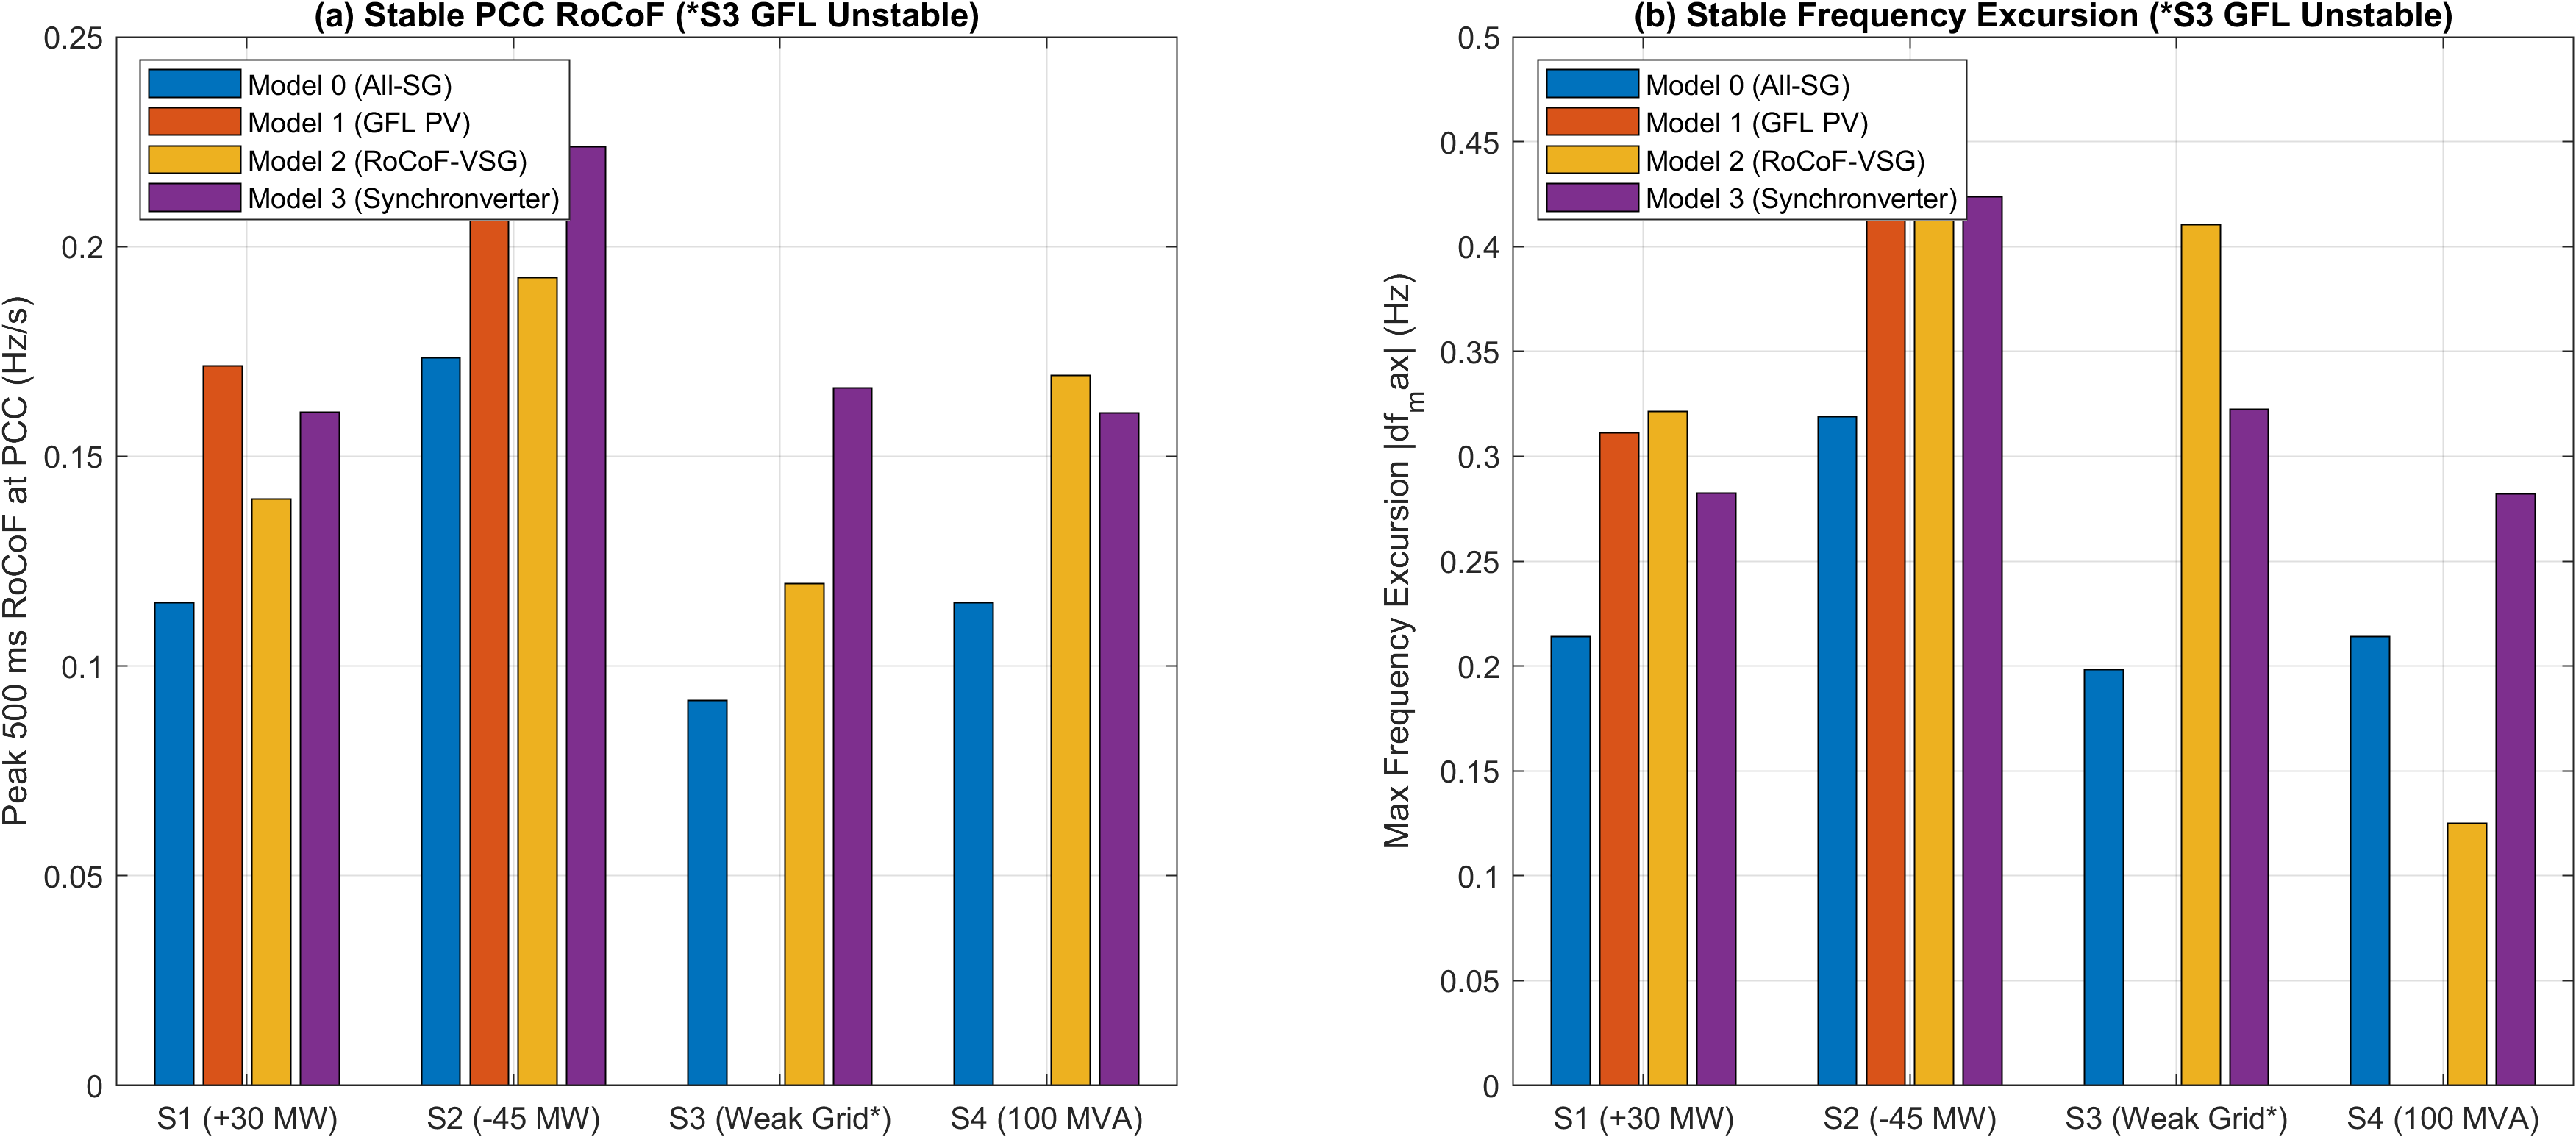 (a) Stable PCC RoCoF (*S3 GFL Unstable)
Peak 500 ms RoCoF at PCC (Hz/s)
0.25
0.2
0.15
0.1
0.05
0
Model 0 (All-SG)
Model 1 (GFL PV)
Model 2 (RoCoF-VSG)
Model 3 (Synchronverter)
S1 (+30 MW)
S2 (-45 MW)
S3 (Weak Grid*)
S4 (100 MVA)
(b) Stable Frequency Excursion (*S3 GFL Unstable)
Max Frequency Excursion |df_max| (Hz)
0.5
0.45
0.4
0.35
0.3
0.25
0.2
0.15
0.1
0.05
0
Model 0 (All-SG)
Model 1 (GFL PV)
Model 2 (RoCoF-VSG)
Model 3 (Synchronverter)
S1 (+30 MW)
S2 (-45 MW)
S3 (Weak Grid*)
S4 (100 MVA)